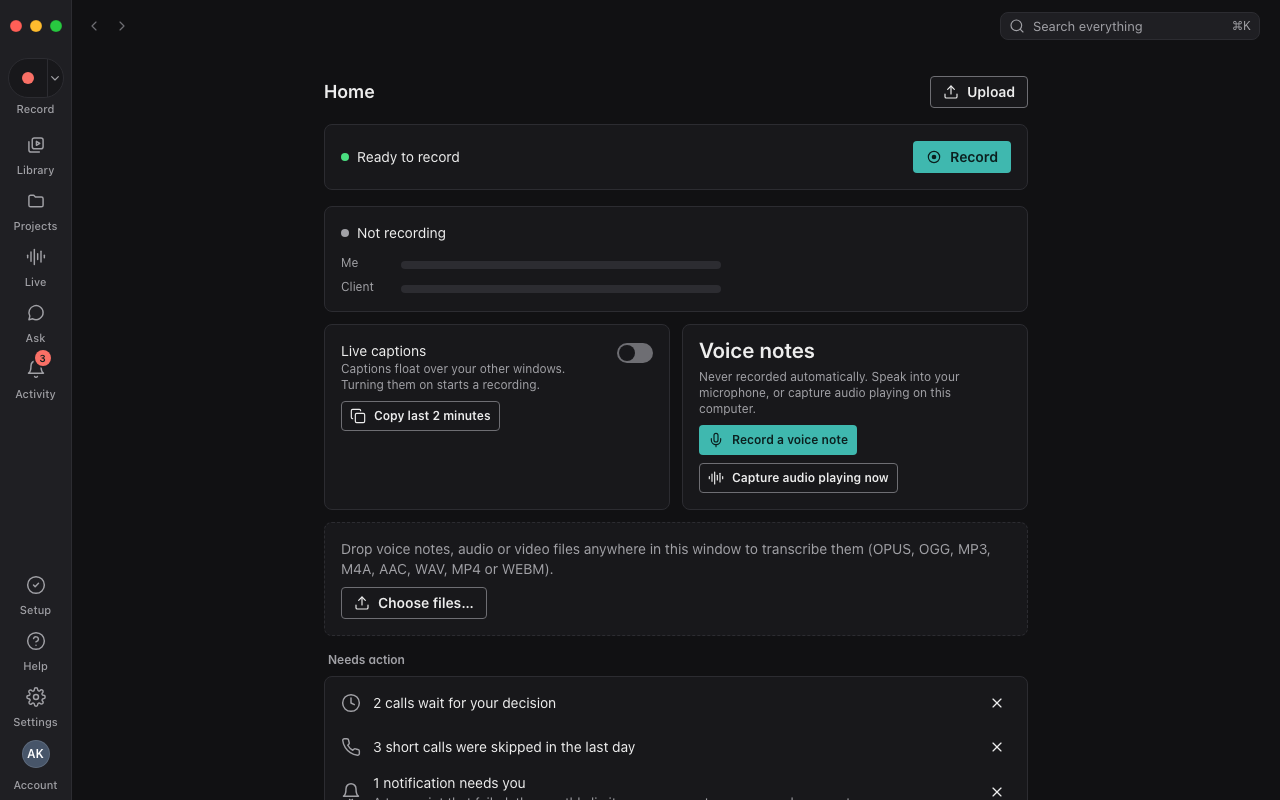 Search everything
⌘K
Record
Library
Projects
Live
Ask
3
Activity
Setup
Help
Settings
AK
Account
Home
Upload
Ready to record
Record
Not recording
Me
Client
Live captions
Captions float over your other windows.
Turning them on starts a recording.
Copy last 2 minutes
Voice notes
Never recorded automatically. Speak into your
microphone, or capture audio playing on this
computer.
Record a voice note
Capture audio playing now
Drop voice notes, audio or video files anywhere in this window to transcribe them (OPUS, OGG, MP3,
M4A, AAC, WAV, MP4 or WEBM).
Choose files...
Needs action
2 calls wait for your decision
3 short calls were skipped in the last day
1 notification needs you